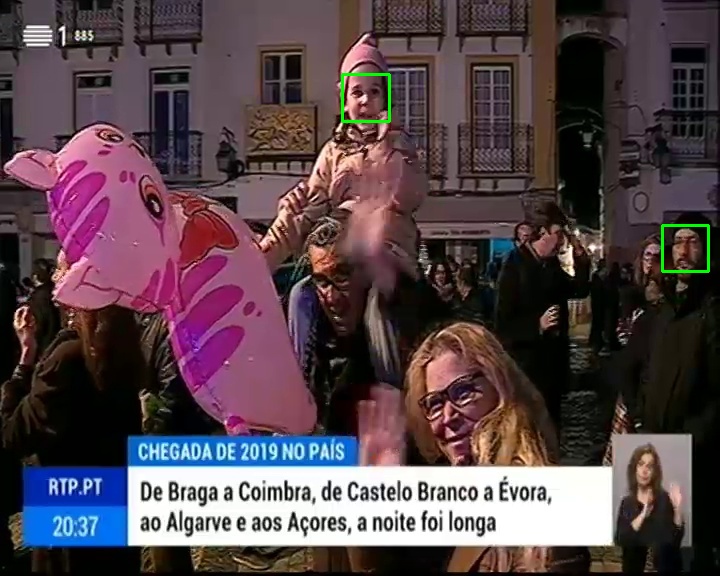 1 885
CHEGADA DE 2019 NO PAÍS
RTP.PT
De Braga a Coimbra, de Castelo Branco a Évora,
20:37
ao Algarve e aos Açores, a noite foi longa